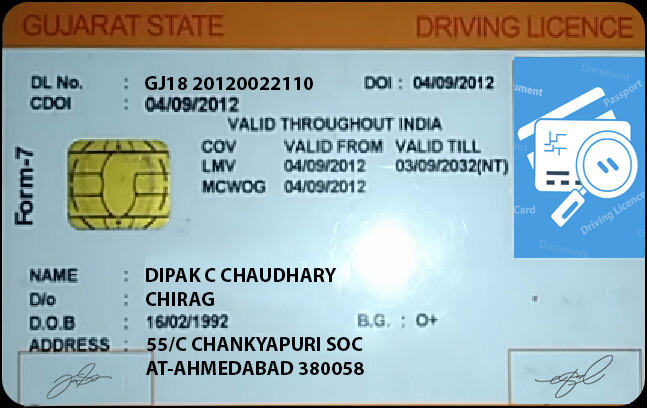 GUJARAT STATE DRIVING LICENCE
DL No. : GJ18 20120022110 DOI : 04/09/2012
CDOI : 04/09/2012
VALID THROUGHOUT INDIA
COV VALID FROM VALID TILL
LMV 04/09/2012 03/09/2032(NT)
MCWOG 04/09/2012
Form-7
Document
Passport
Card
Driving Licence
Document
NAME : DIPAK C CHAUDHARY
D/o : CHIRAG
D.O.B : 16/02/1992 B.G. : O+
ADDRESS : 55/C CHANKYAPURI SOC
AT-AHMEDABAD 380058